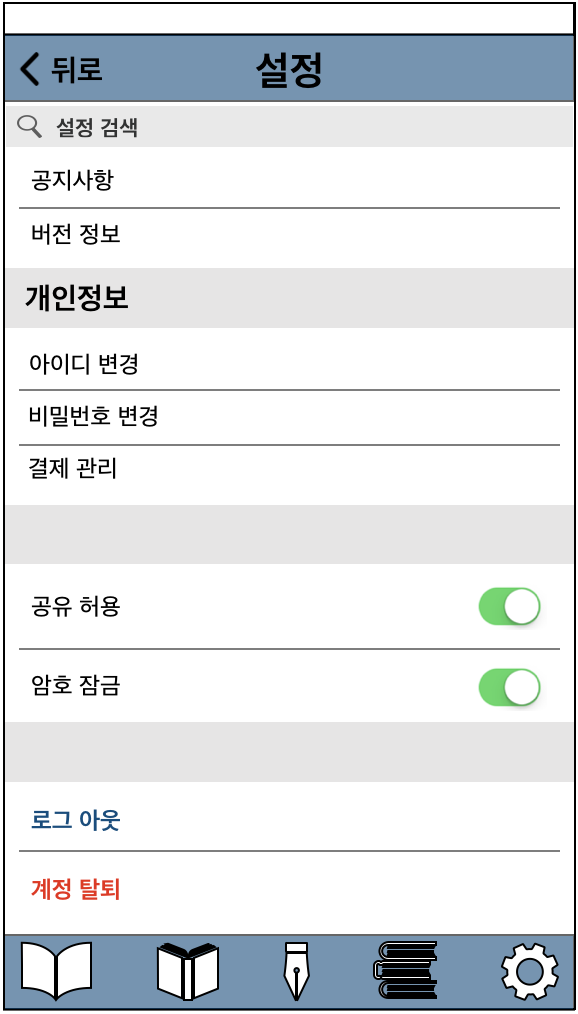 뒤로 설정
설정 검색
공지사항
버전 정보
개인정보
아이디 변경
비밀번호 변경
결제 관리
공유 허용
암호 잠금
로그 아웃
계정 탈퇴